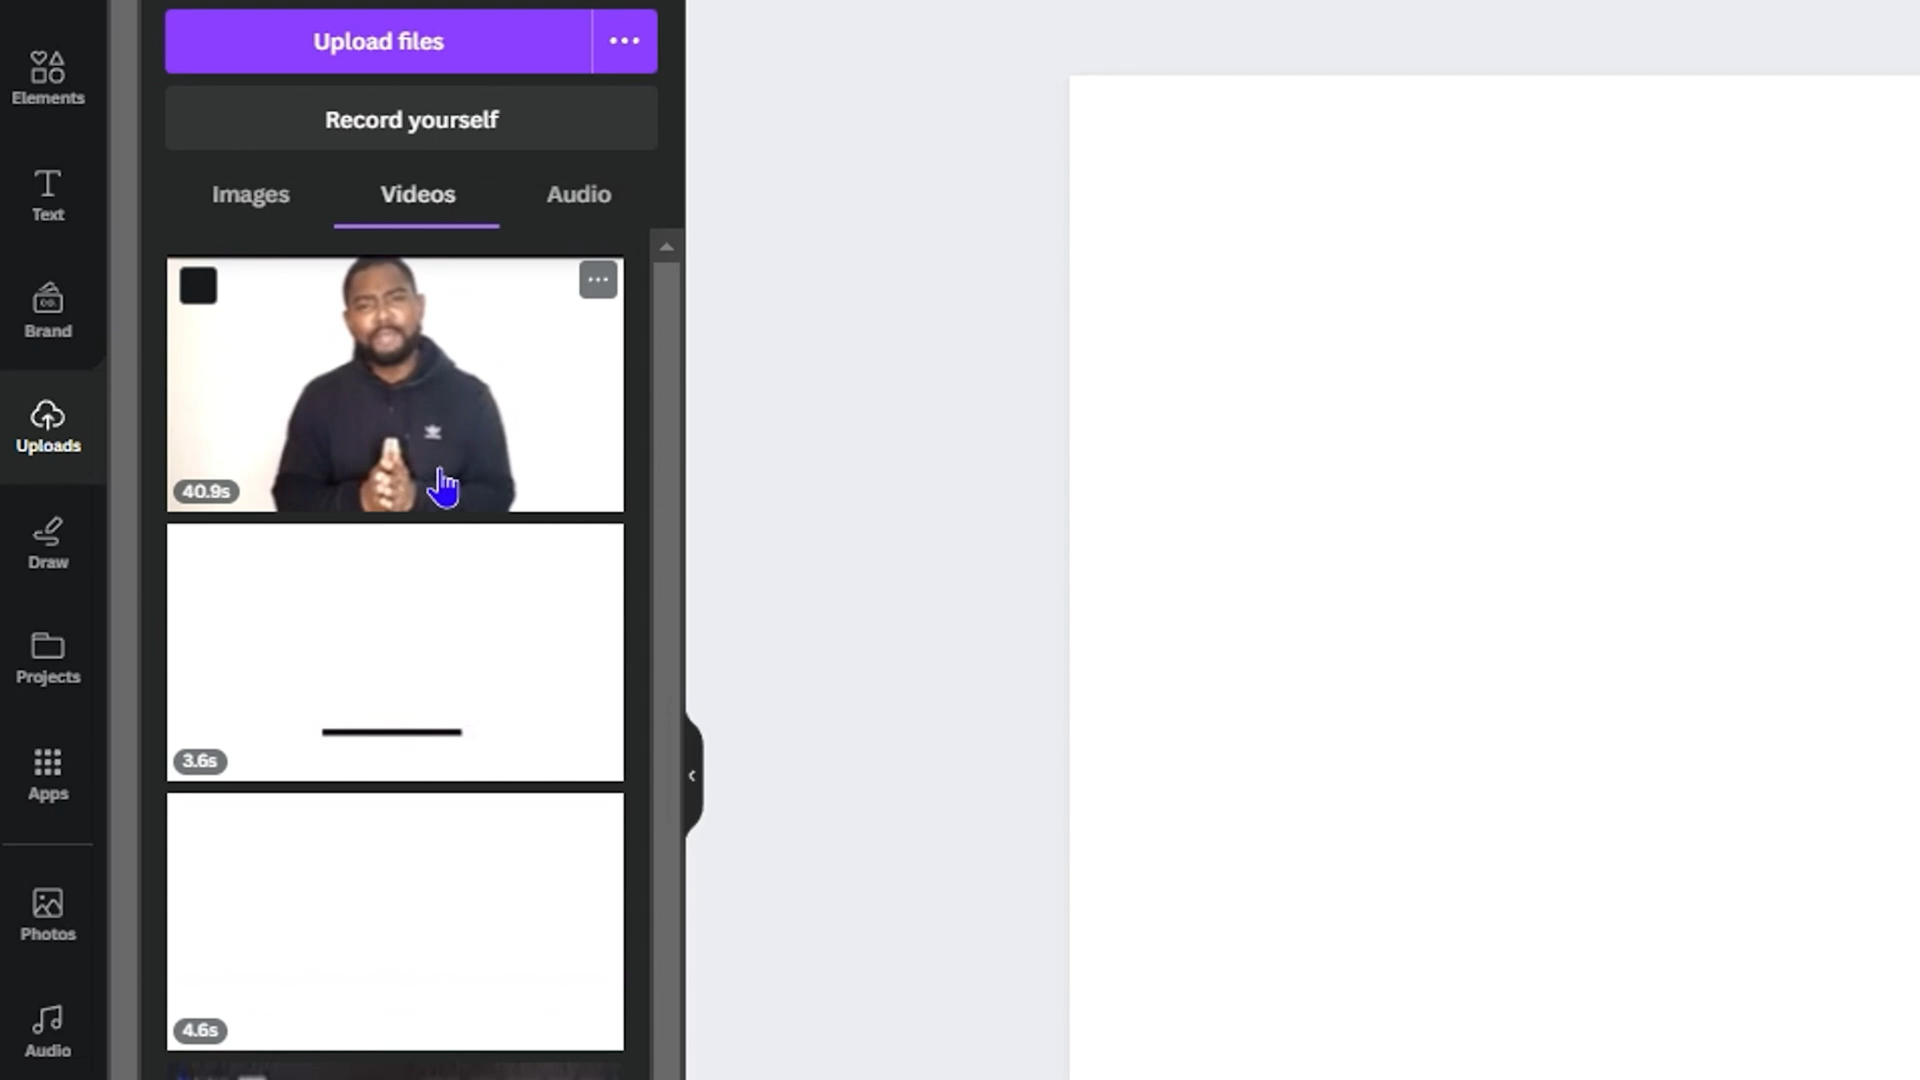 Upload files
Record yourself
Images
Videos
Audio
Elements
Text
Brand
CO.
Uploads
Draw
Projects
Apps
Photos
Audio
40.9s
3.6s
4.6s